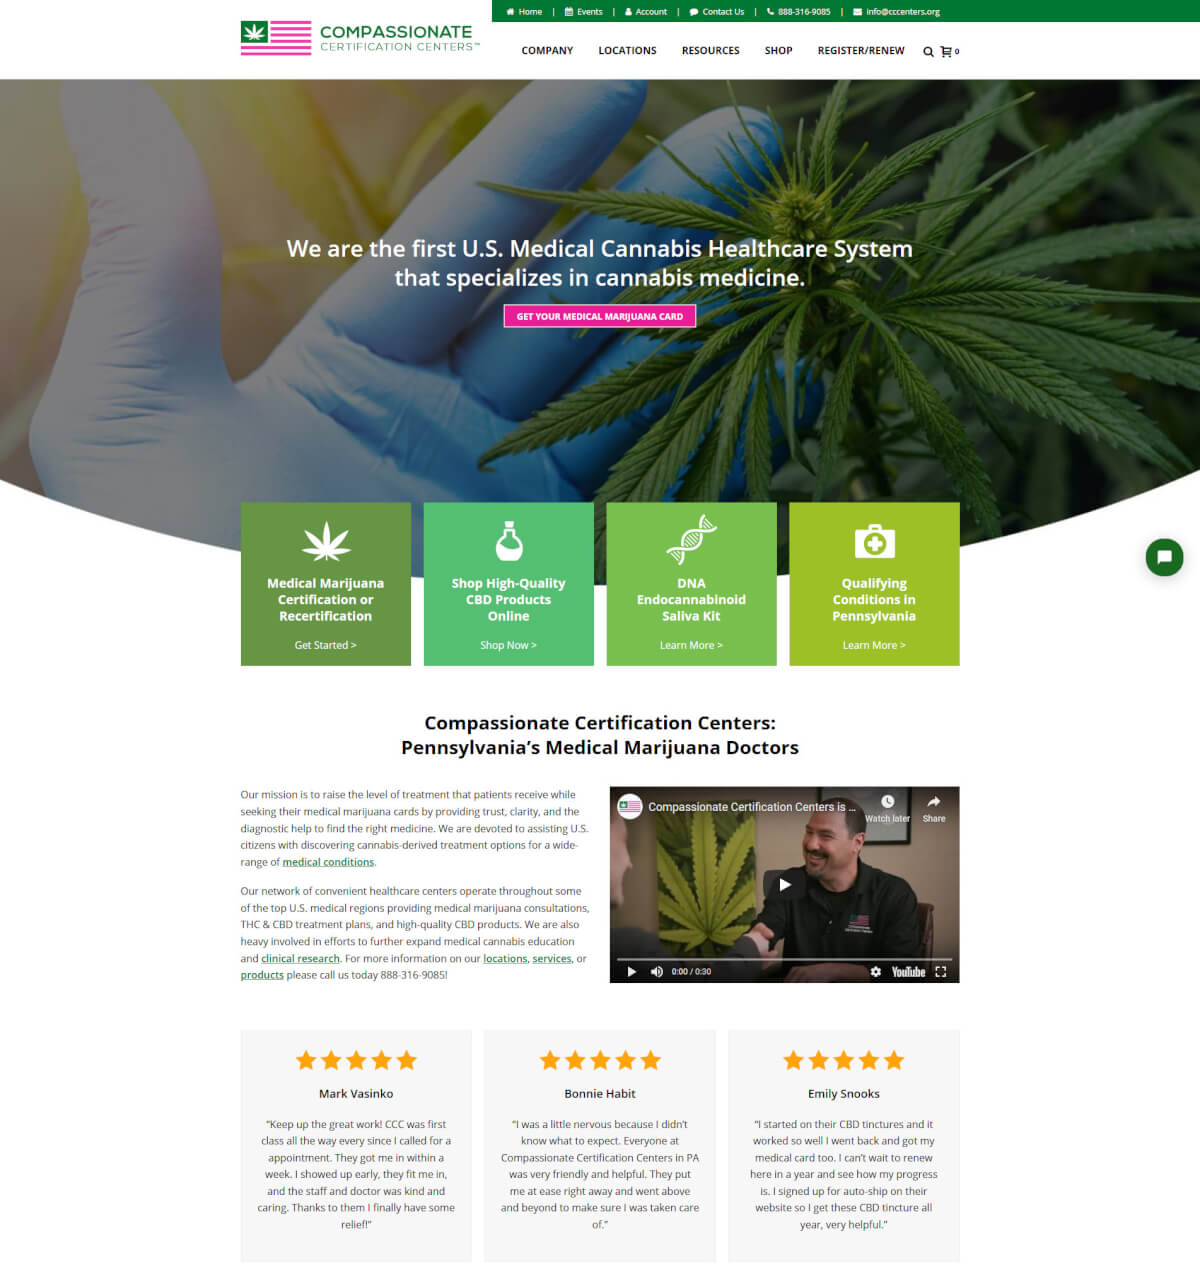 COMPASSIONATE
CERTIFICATION CENTERS™
Home | Events | Account | Contact Us | 888-316-9085 | info@cccenters.org
COMPANY LOCATIONS RESOURCES SHOP REGISTER/RENEW 0
We are the first U.S. Medical Cannabis Healthcare System
that specializes in cannabis medicine.
GET YOUR MEDICAL MARIJUANA CARD
Medical Marijuana
Certification or
Recertification
Get Started >
Shop High-Quality
CBD Products
Online
Shop Now >
DNA
Endocannabinoid
Saliva Kit
Learn More >
Qualifying
Conditions in
Pennsylvania
Learn More >
Compassionate Certification Centers:
Pennsylvania’s Medical Marijuana Doctors
Our mission is to raise the level of treatment that patients receive while
seeking their medical marijuana cards by providing trust, clarity, and the
diagnostic help to find the right medicine. We are devoted to assisting U.S.
citizens with discovering cannabis-derived treatment options for a wide-
range of medical conditions.
Our network of convenient healthcare centers operate throughout some
of the top U.S. medical regions providing medical marijuana consultations,
THC & CBD treatment plans, and high-quality CBD products. We are also
heavy involved in efforts to further expand medical cannabis education
and clinical research. For more information on our locations, services, or
products please call us today 888-316-9085!
Compassionate Certification Centers is ...
Watch later
Share
0:00 / 0:30
YouTube
Mark Vasinko
“Keep up the great work! CCC was first
class all the way every since I called for a
appointment. They got me in within a
week. I showed up early, they fit me in,
and the staff and doctor was kind and
caring. Thanks to them I finally have some
relief!”
Bonnie Habit
“I was a little nervous because I didn’t
know what to expect. Everyone at
Compassionate Certification Centers in PA
was very friendly and helpful. They put
me at ease right away and went above
and beyond to make sure I was taken care
of.”
Emily Snooks
“I started on their CBD tinctures and it
worked so well I went back and got my
medical card too. I can’t wait to renew
here in a year and see how my progress
is. I signed up for auto-ship on their
website so I get these CBD tincture all
year, very helpful.”